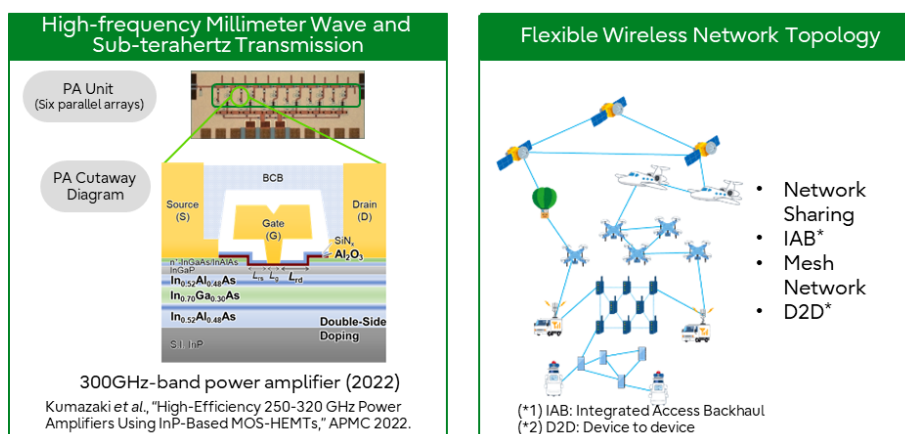 High-frequency Millimeter Wave and
Sub-terahertz Transmission
PA Unit
(Six parallel arrays)
PA Cutaway
Diagram
BCB
Source
(S)
Drain
(D)
Gate
(G)
SiNx
Al2O3
n+-InGaAs/InAlAs
InGaP
Lrs Lg Lrd
In0.52Al0.48As
In0.70Ga0.30As
In0.52Al0.48As
Double-Side
Doping
S.I. InP
300GHz-band power amplifier (2022)
Kumazaki et al., "High-Efficiency 250-320 GHz Power
Amplifiers Using InP-Based MOS-HEMTs," APMC 2022.
Flexible Wireless Network Topology
• Network
Sharing
• IAB*
• Mesh
Network
• D2D*
(*1) IAB: Integrated Access Backhaul
(*2) D2D: Device to device